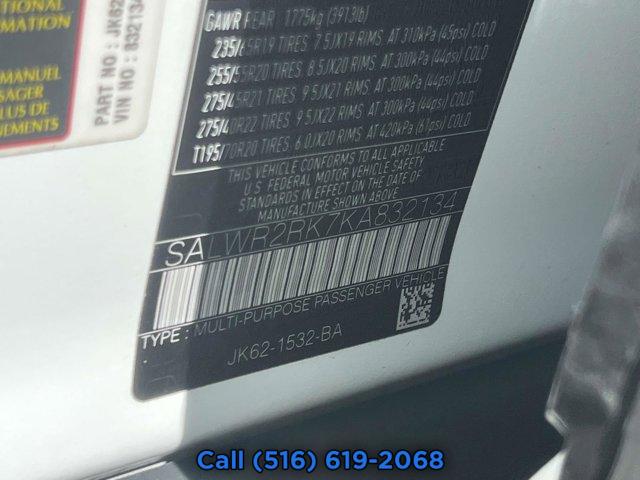 TIONAL
MANUEL
SAGER
PLUS DE
NEMENTS
PART NO : JK62
VIN NO : 832134
GAWR REAR 1775kg (3913lb)
235/65R19 TIRES 7.5JX19 RIMS AT 310kPa (45psi) COLD
255/55R20 TIRES 8.5JX20 RIMS AT 300kPa (44psi) COLD
275/45R21 TIRES 9.5JX21 RIMS AT 300kPa (44psi) COLD
275/40R22 TIRES 9.5JX22 RIMS AT 300kPa (44psi) COLD
T195/70R20 TIRES 6.0JX20 RIMS AT 420kPa (61psi) COLD
THIS VEHICLE CONFORMS TO ALL APPLICABLE
U.S. FEDERAL MOTOR VEHICLE SAFETY
STANDARDS IN EFFECT ON THE DATE OF
MANUFACTURE SHOWN ABOVE
SALWR2RK7KA832134
TYPE : MULTI-PURPOSE PASSENGER VEHICLE
JK62-1532-BA
Call (516) 619-2068